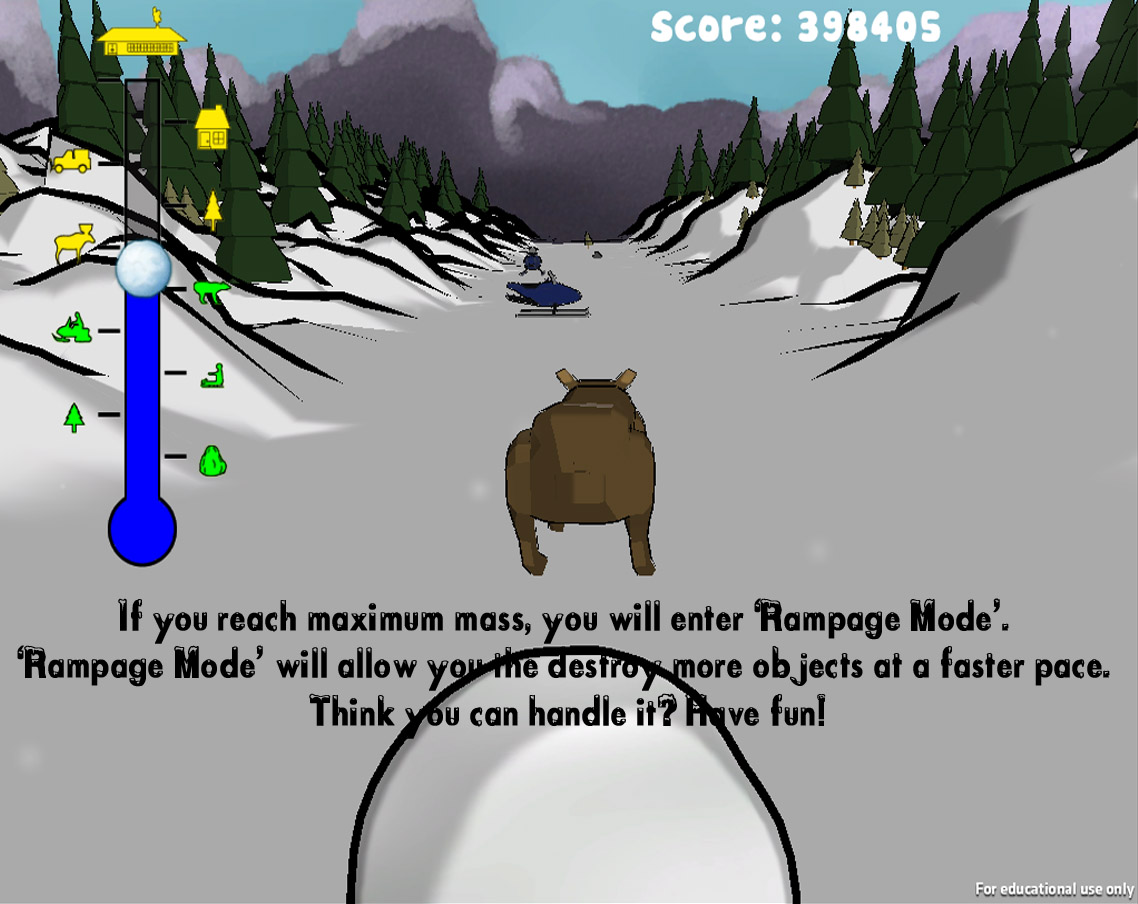 Score: 398405
If you reach maximum mass, you will enter ‘Rampage Mode’.
‘Rampage Mode’ will allow you the destroy more objects at a faster pace.
Think you can handle it? Have fun!
For educational use only